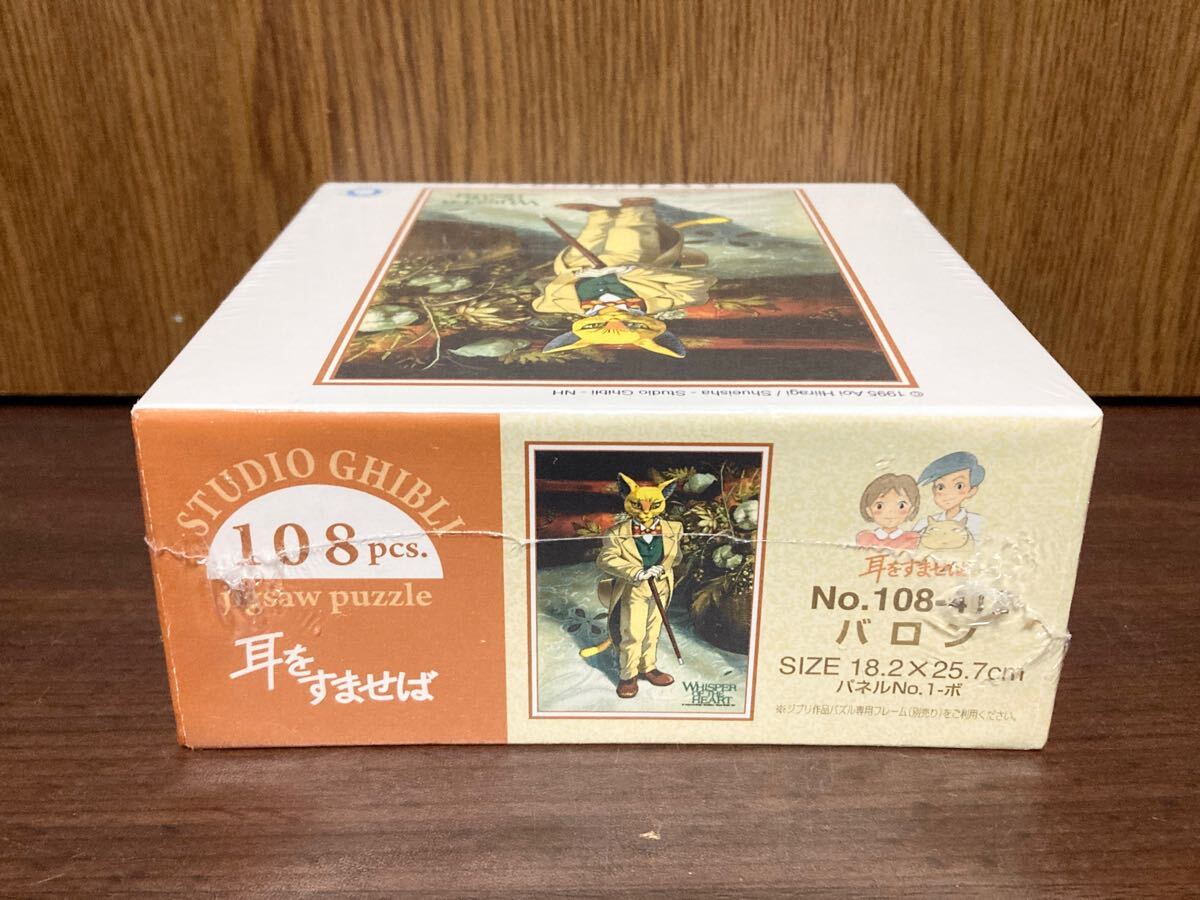 © 1995 Aoi Hiiragi / Shueisha - Studio Ghibli - NH
STUDIO GHIBLI
108 pcs.
jigsaw puzzle
耳をすませば
WHISPER
OF THE
HEART
耳をすませば
No.108-
バロン
SIZE 18.2×25.7cm
パネルNo.1-ボ
※ジブリ作品パズル専用フレーム(別売り)をご利用ください。